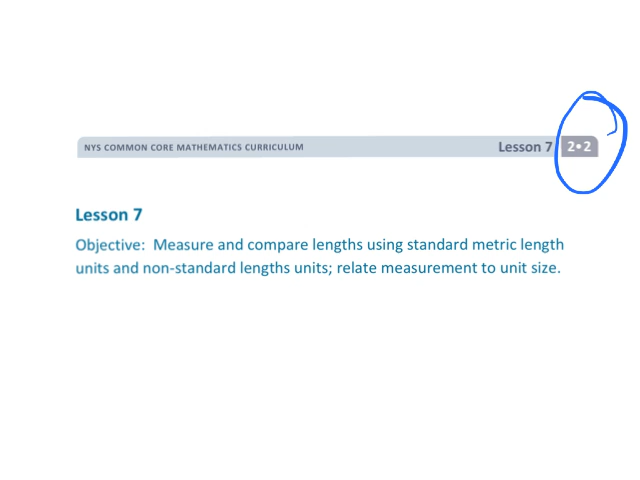 NYS COMMON CORE MATHEMATICS CURRICULUM Lesson 7 2•2
Lesson 7
Objective: Measure and compare lengths using standard metric length
units and non-standard lengths units; relate measurement to unit size.